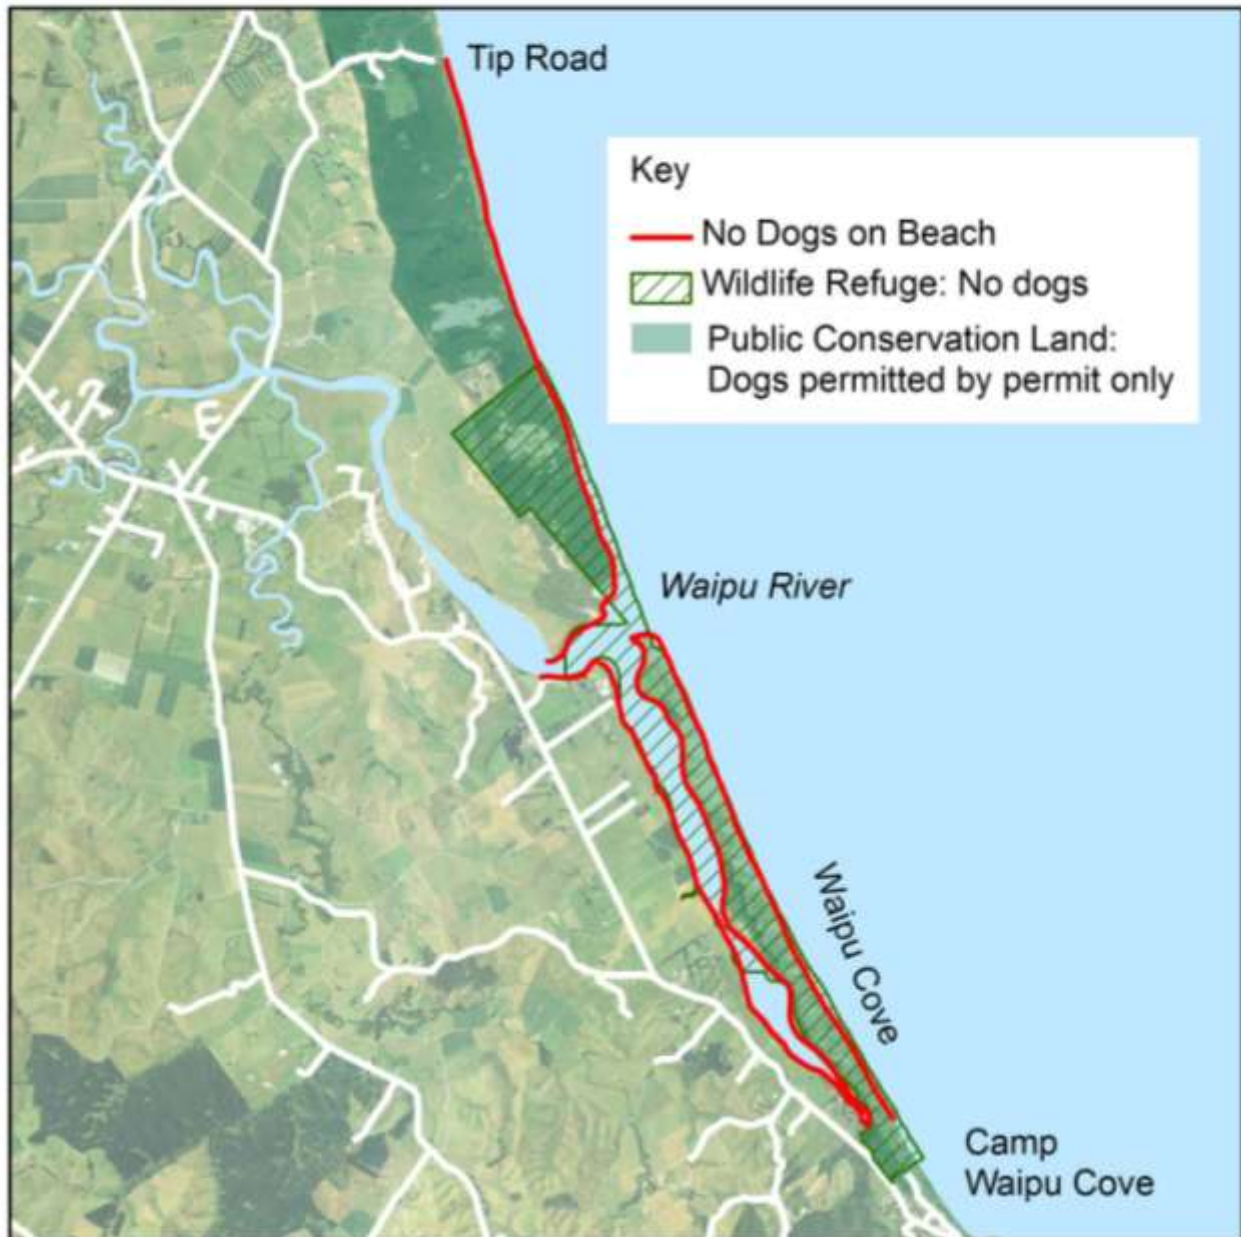 Tip Road
Key
No Dogs on Beach
Wildlife Refuge: No dogs
Public Conservation Land:
Dogs permitted by permit only
Waipu River
Waipu Cove
Camp
Waipu Cove